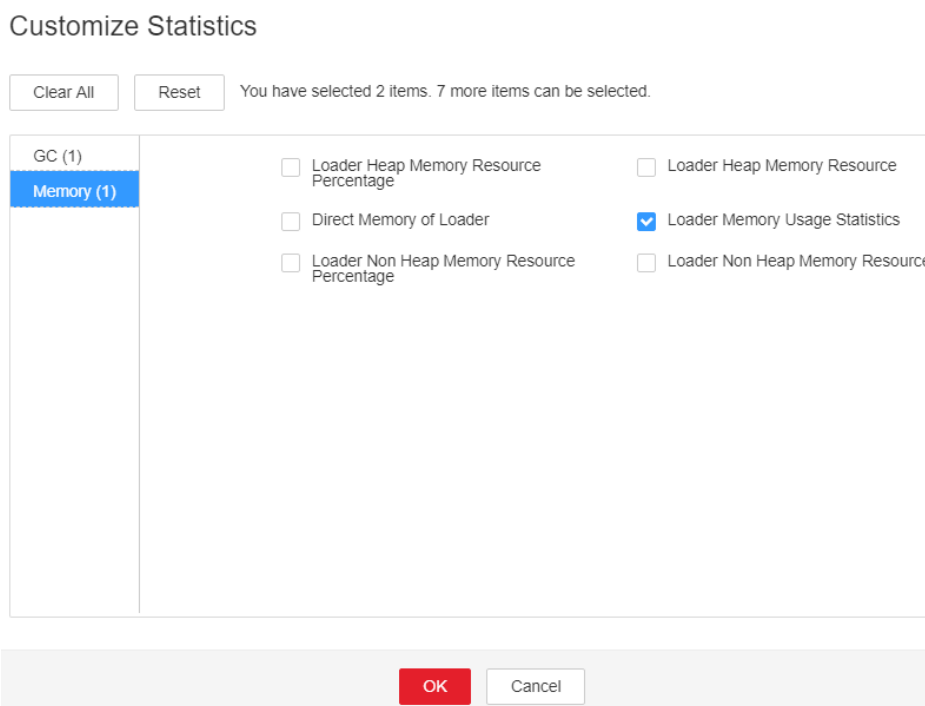 Customize Statistics
Clear All
Reset
You have selected 2 items. 7 more items can be selected.
GC (1)
Memory (1)
Loader Heap Memory Resource
Percentage
Loader Heap Memory Resource
Direct Memory of Loader
Loader Memory Usage Statistics
Loader Non Heap Memory Resource
Percentage
Loader Non Heap Memory Resource
OK
Cancel